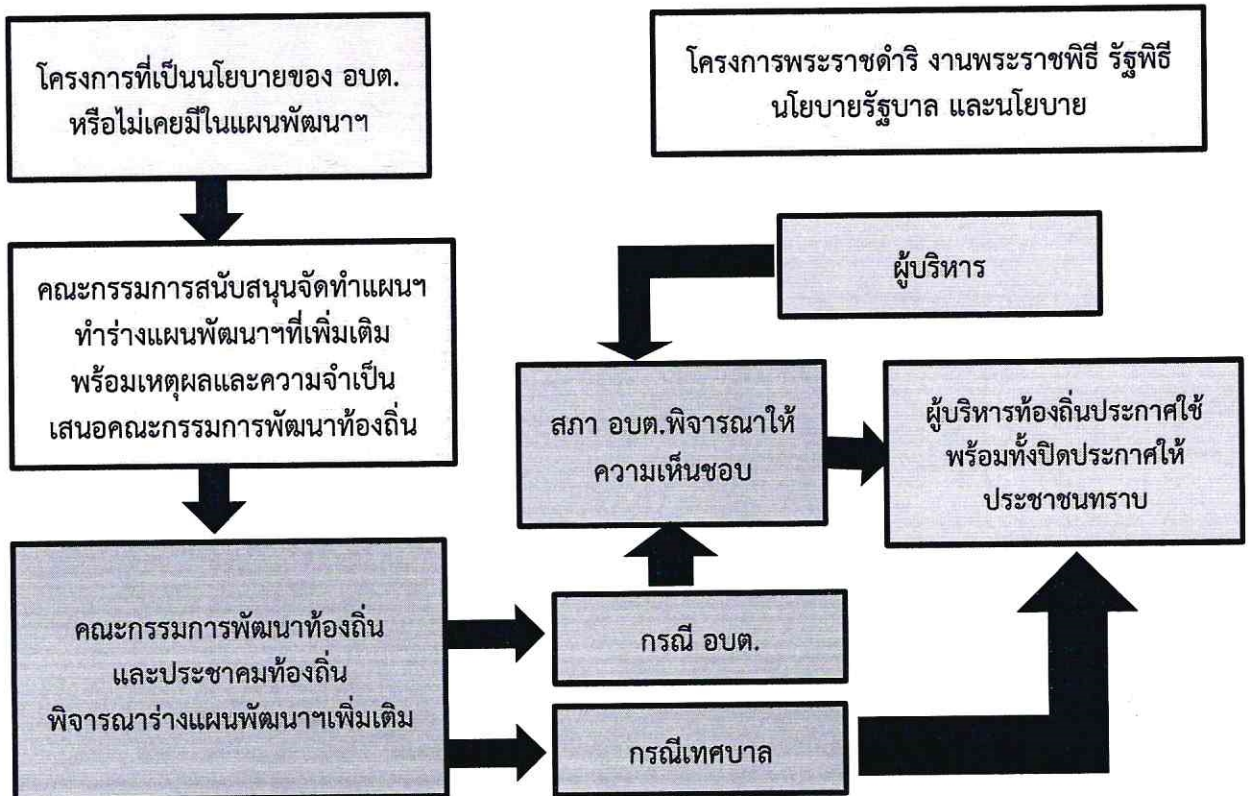 โครงการที่เป็นนโยบายของ อบต.
หรือไม่เคยมีในแผนพัฒนาฯ
โครงการพระราชดำริ งานพระราชพิธี รัฐพิธี
นโยบายรัฐบาล และนโยบาย
คณะกรรมการสนับสนุนจัดทำแผนฯ
ทำร่างแผนพัฒนาฯที่เพิ่มเติม
พร้อมเหตุผลและความจำเป็น
เสนอคณะกรรมการพัฒนาท้องถิ่น
ผู้บริหาร
สภา อบต.พิจารณาให้
ความเห็นชอบ
ผู้บริหารท้องถิ่นประกาศใช้
พร้อมทั้งปิดประกาศให้
ประชาชนทราบ
คณะกรรมการพัฒนาท้องถิ่น
และประชาคมท้องถิ่น
พิจารณาร่างแผนพัฒนาฯเพิ่มเติม
กรณี อบต.
กรณีเทศบาล